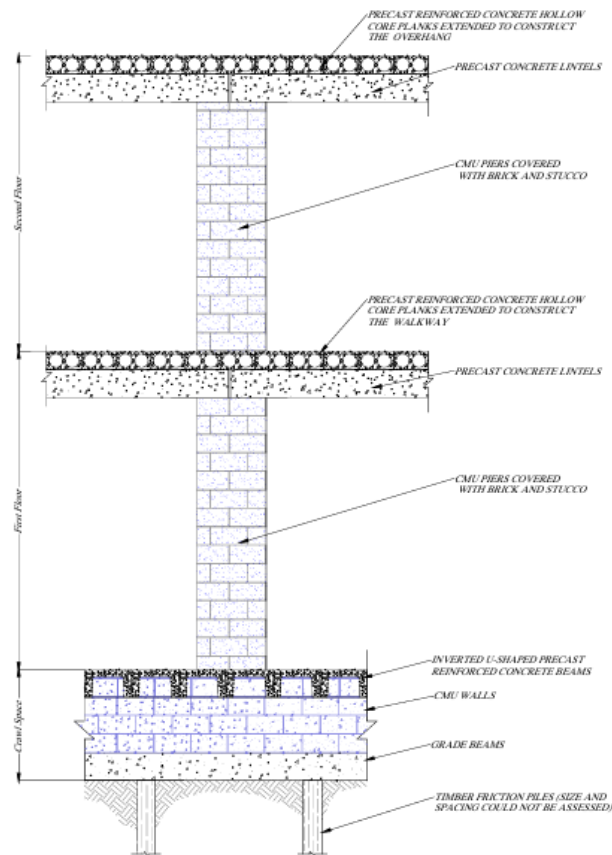 PRECAST REINFORCED CONCRETE HOLLOW
CORE PLANKS EXTENDED TO CONSTRUCT
THE OVERHANG
PRECAST CONCRETE LINTELS
Second Floor
CMU PIERS COVERED
WITH BRICK AND STUCCO
PRECAST REINFORCED CONCRETE HOLLOW
CORE PLANKS EXTENDED TO CONSTRUCT
THE WALKWAY
PRECAST CONCRETE LINTELS
First Floor
CMU PIERS COVERED
WITH BRICK AND STUCCO
INVERTED U-SHAPED PRECAST
REINFORCED CONCRETE BEAMS
CMU WALLS
Crawl Space
GRADE BEAMS
TIMBER FRICTION PILES (SIZE AND
SPACING COULD NOT BE ASSESSED)